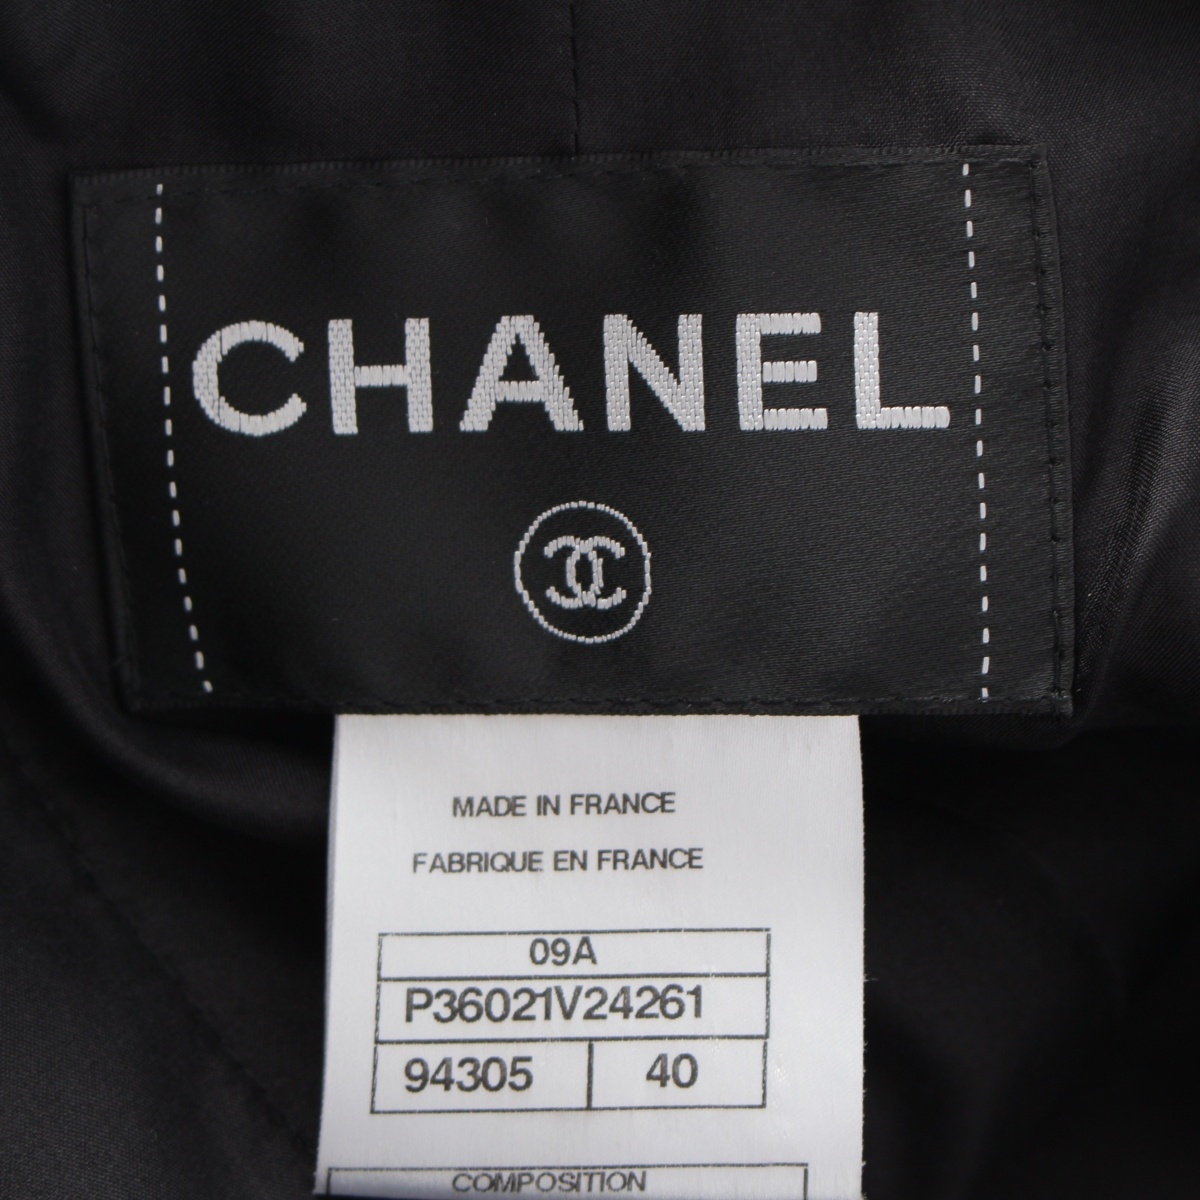 CHANEL
MADE IN FRANCE
FABRIQUE EN FRANCE
09A
P36021V24261
94305 40
COMPOSITION